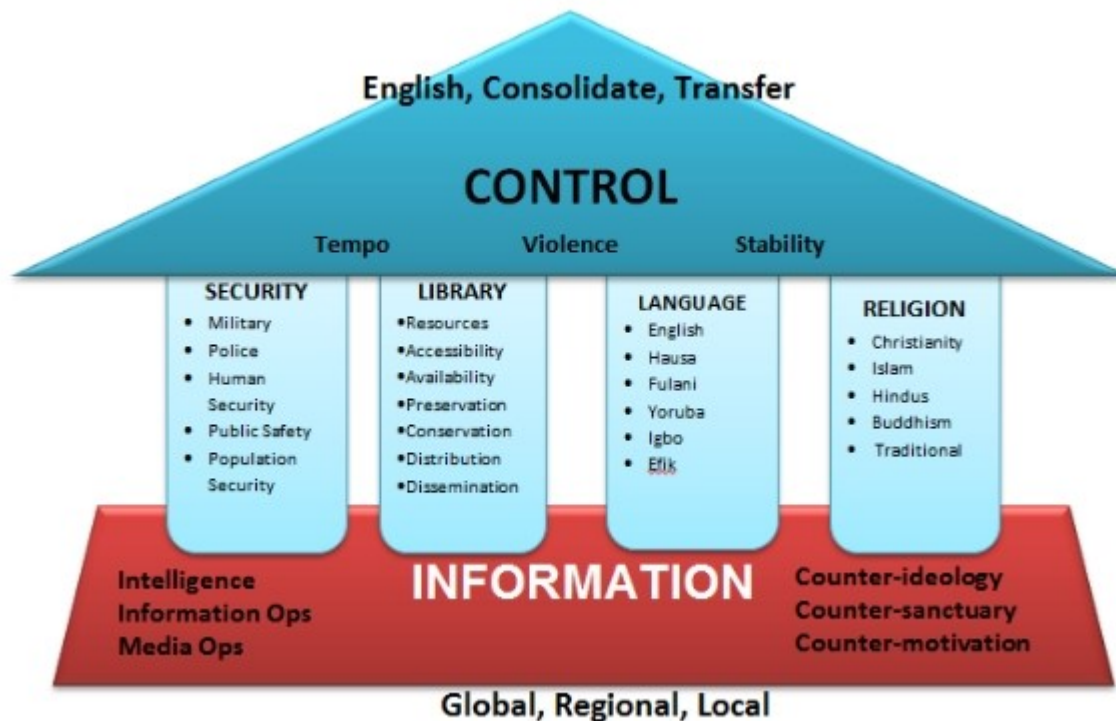 English, Consolidate, Transfer
CONTROL
Tempo Violence Stability
SECURITY
• Military
• Police
• Human
Security
• Public Safety
• Population
Security
LIBRARY
•Resources
•Accessibility
•Availability
•Preservation
•Conservation
•Distribution
•Dissemination
LANGUAGE
• English
• Hausa
• Fulani
• Yoruba
• Igbo
• Efik
RELIGION
• Christianity
• Islam
• Hindus
• Buddhism
• Traditional
Intelligence
Information Ops
Media Ops
INFORMATION
Counter-ideology
Counter-sanctuary
Counter-motivation
Global, Regional, Local